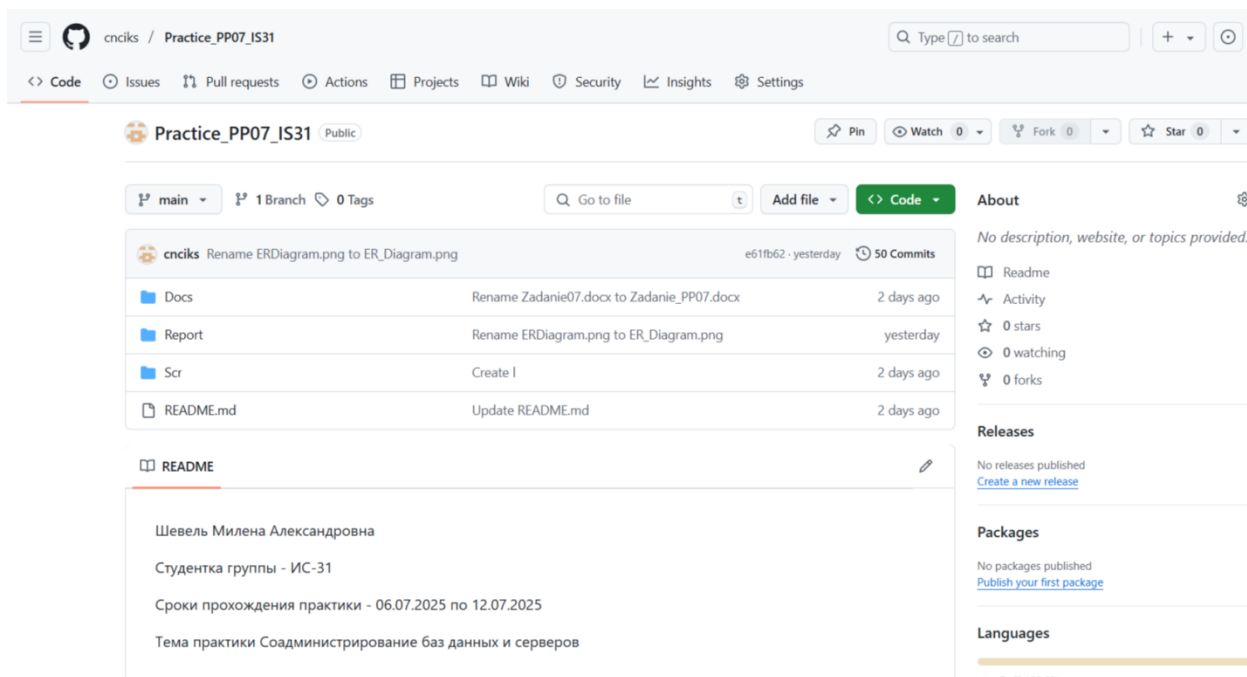 cnciks / Practice_PP07_IS31 Type / to search
Code Issues Pull requests Actions Projects Wiki Security Insights Settings
Practice_PP07_IS31 Public Pin Watch 0 Fork 0 Star 0
main 1 Branch 0 Tags Go to file t Add file Code About
No description, website, or topics provided.
cnciks Rename ERDiagram.png to ER_Diagram.png e61fb62 · yesterday 50 Commits
Readme
Docs Rename Zadanie07.docx to Zadanie_PP07.docx 2 days ago
Activity
Report Rename ERDiagram.png to ER_Diagram.png yesterday
0 stars
0 watching
Scr Create l 2 days ago
0 forks
README.md Update README.md 2 days ago
Releases
README
No releases published
Create a new release
Шевель Милена Александровна
Packages
Студентка группы - ИС-31
No packages published
Publish your first package
Сроки прохождения практики - 06.07.2025 по 12.07.2025
Languages
Тема практики Соадминистрирование баз данных и серверов